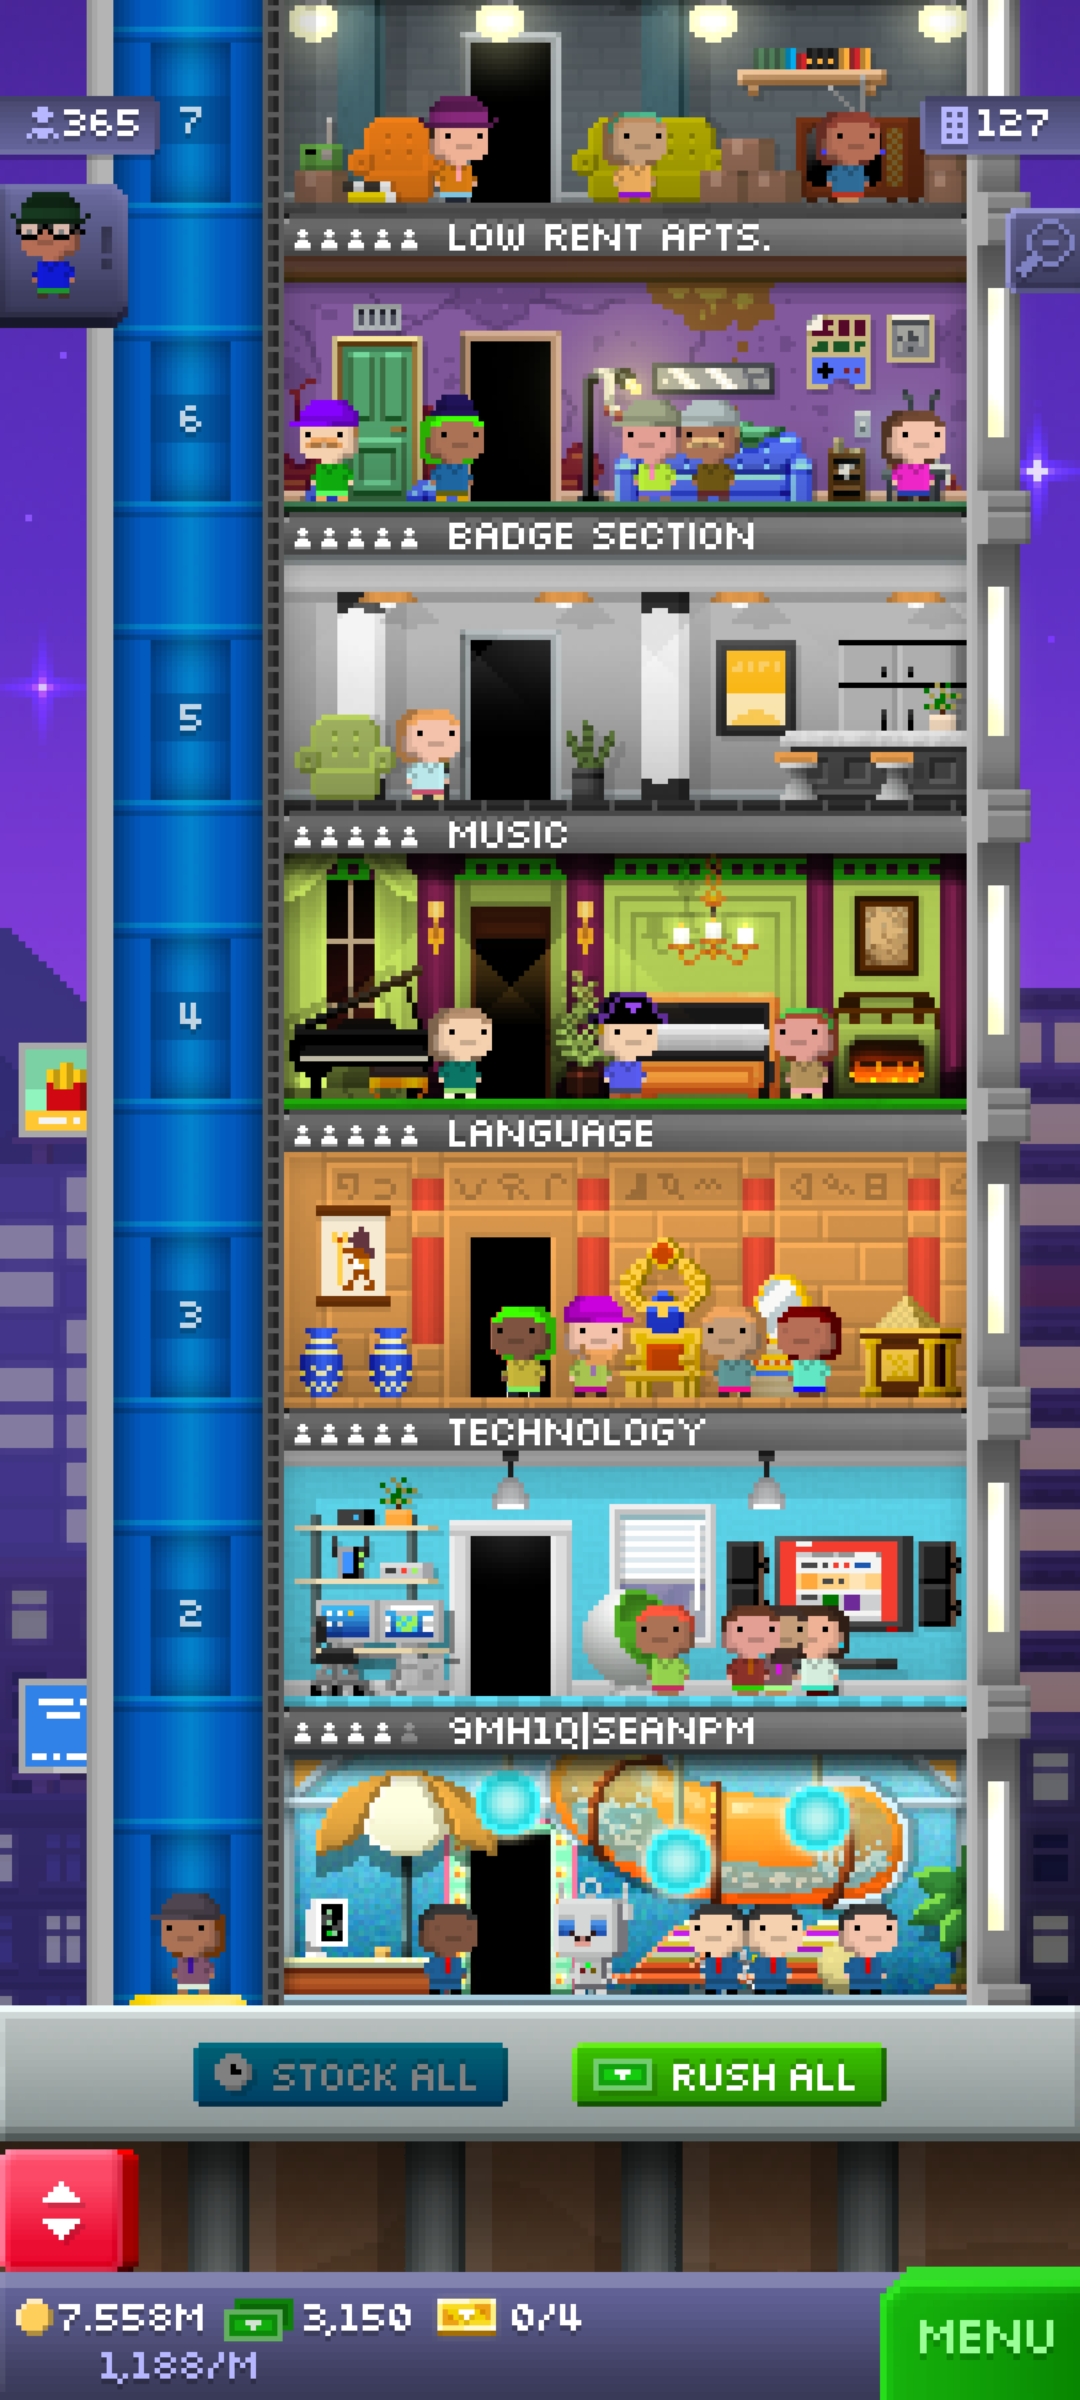 365
7
127
LOW RENT APTS.
6
BADGE SECTION
5
MUSIC
4
LANGUAGE
3
TECHNOLOGY
2
9MH1Q|SEANPM
STOCK ALL
RUSH ALL
7.558M 3,150 0/4
1,188/M
MENU